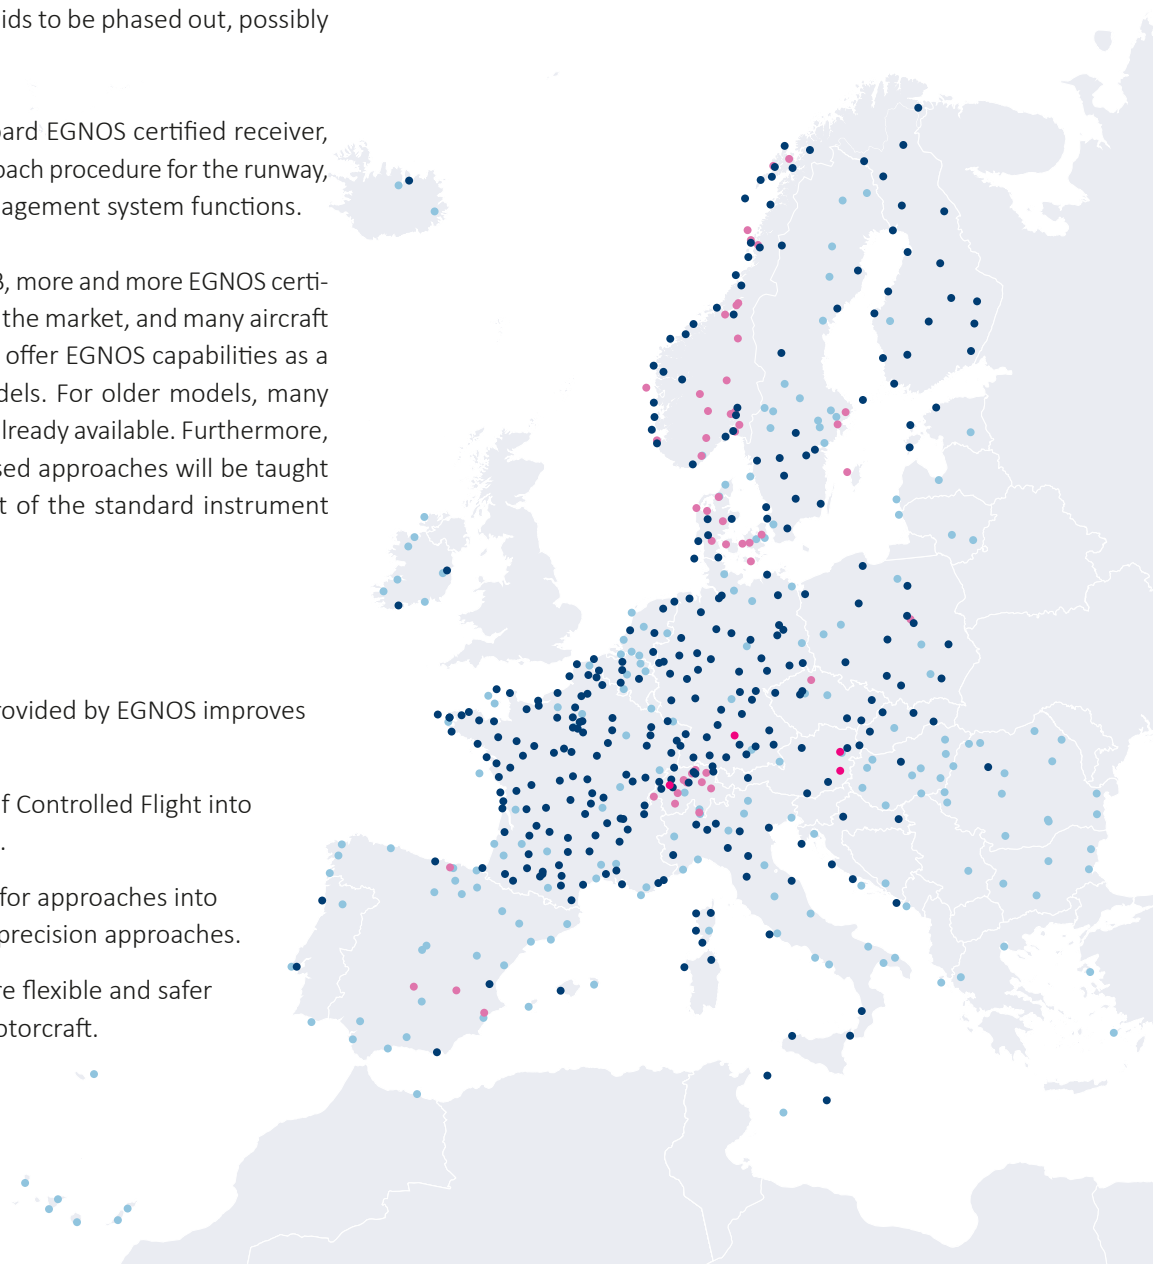 ids to be phased out, possibly
oard EGNOS certified receiver,
oach procedure for the runway,
agement system functions.
3, more and more EGNOS certi-
the market, and many aircraft
offer EGNOS capabilities as a
dels. For older models, many
lready available. Furthermore,
sed approaches will be taught
t of the standard instrument
rovided by EGNOS improves
f Controlled Flight into
.
for approaches into
precision approaches.
re flexible and safer
otorcraft.